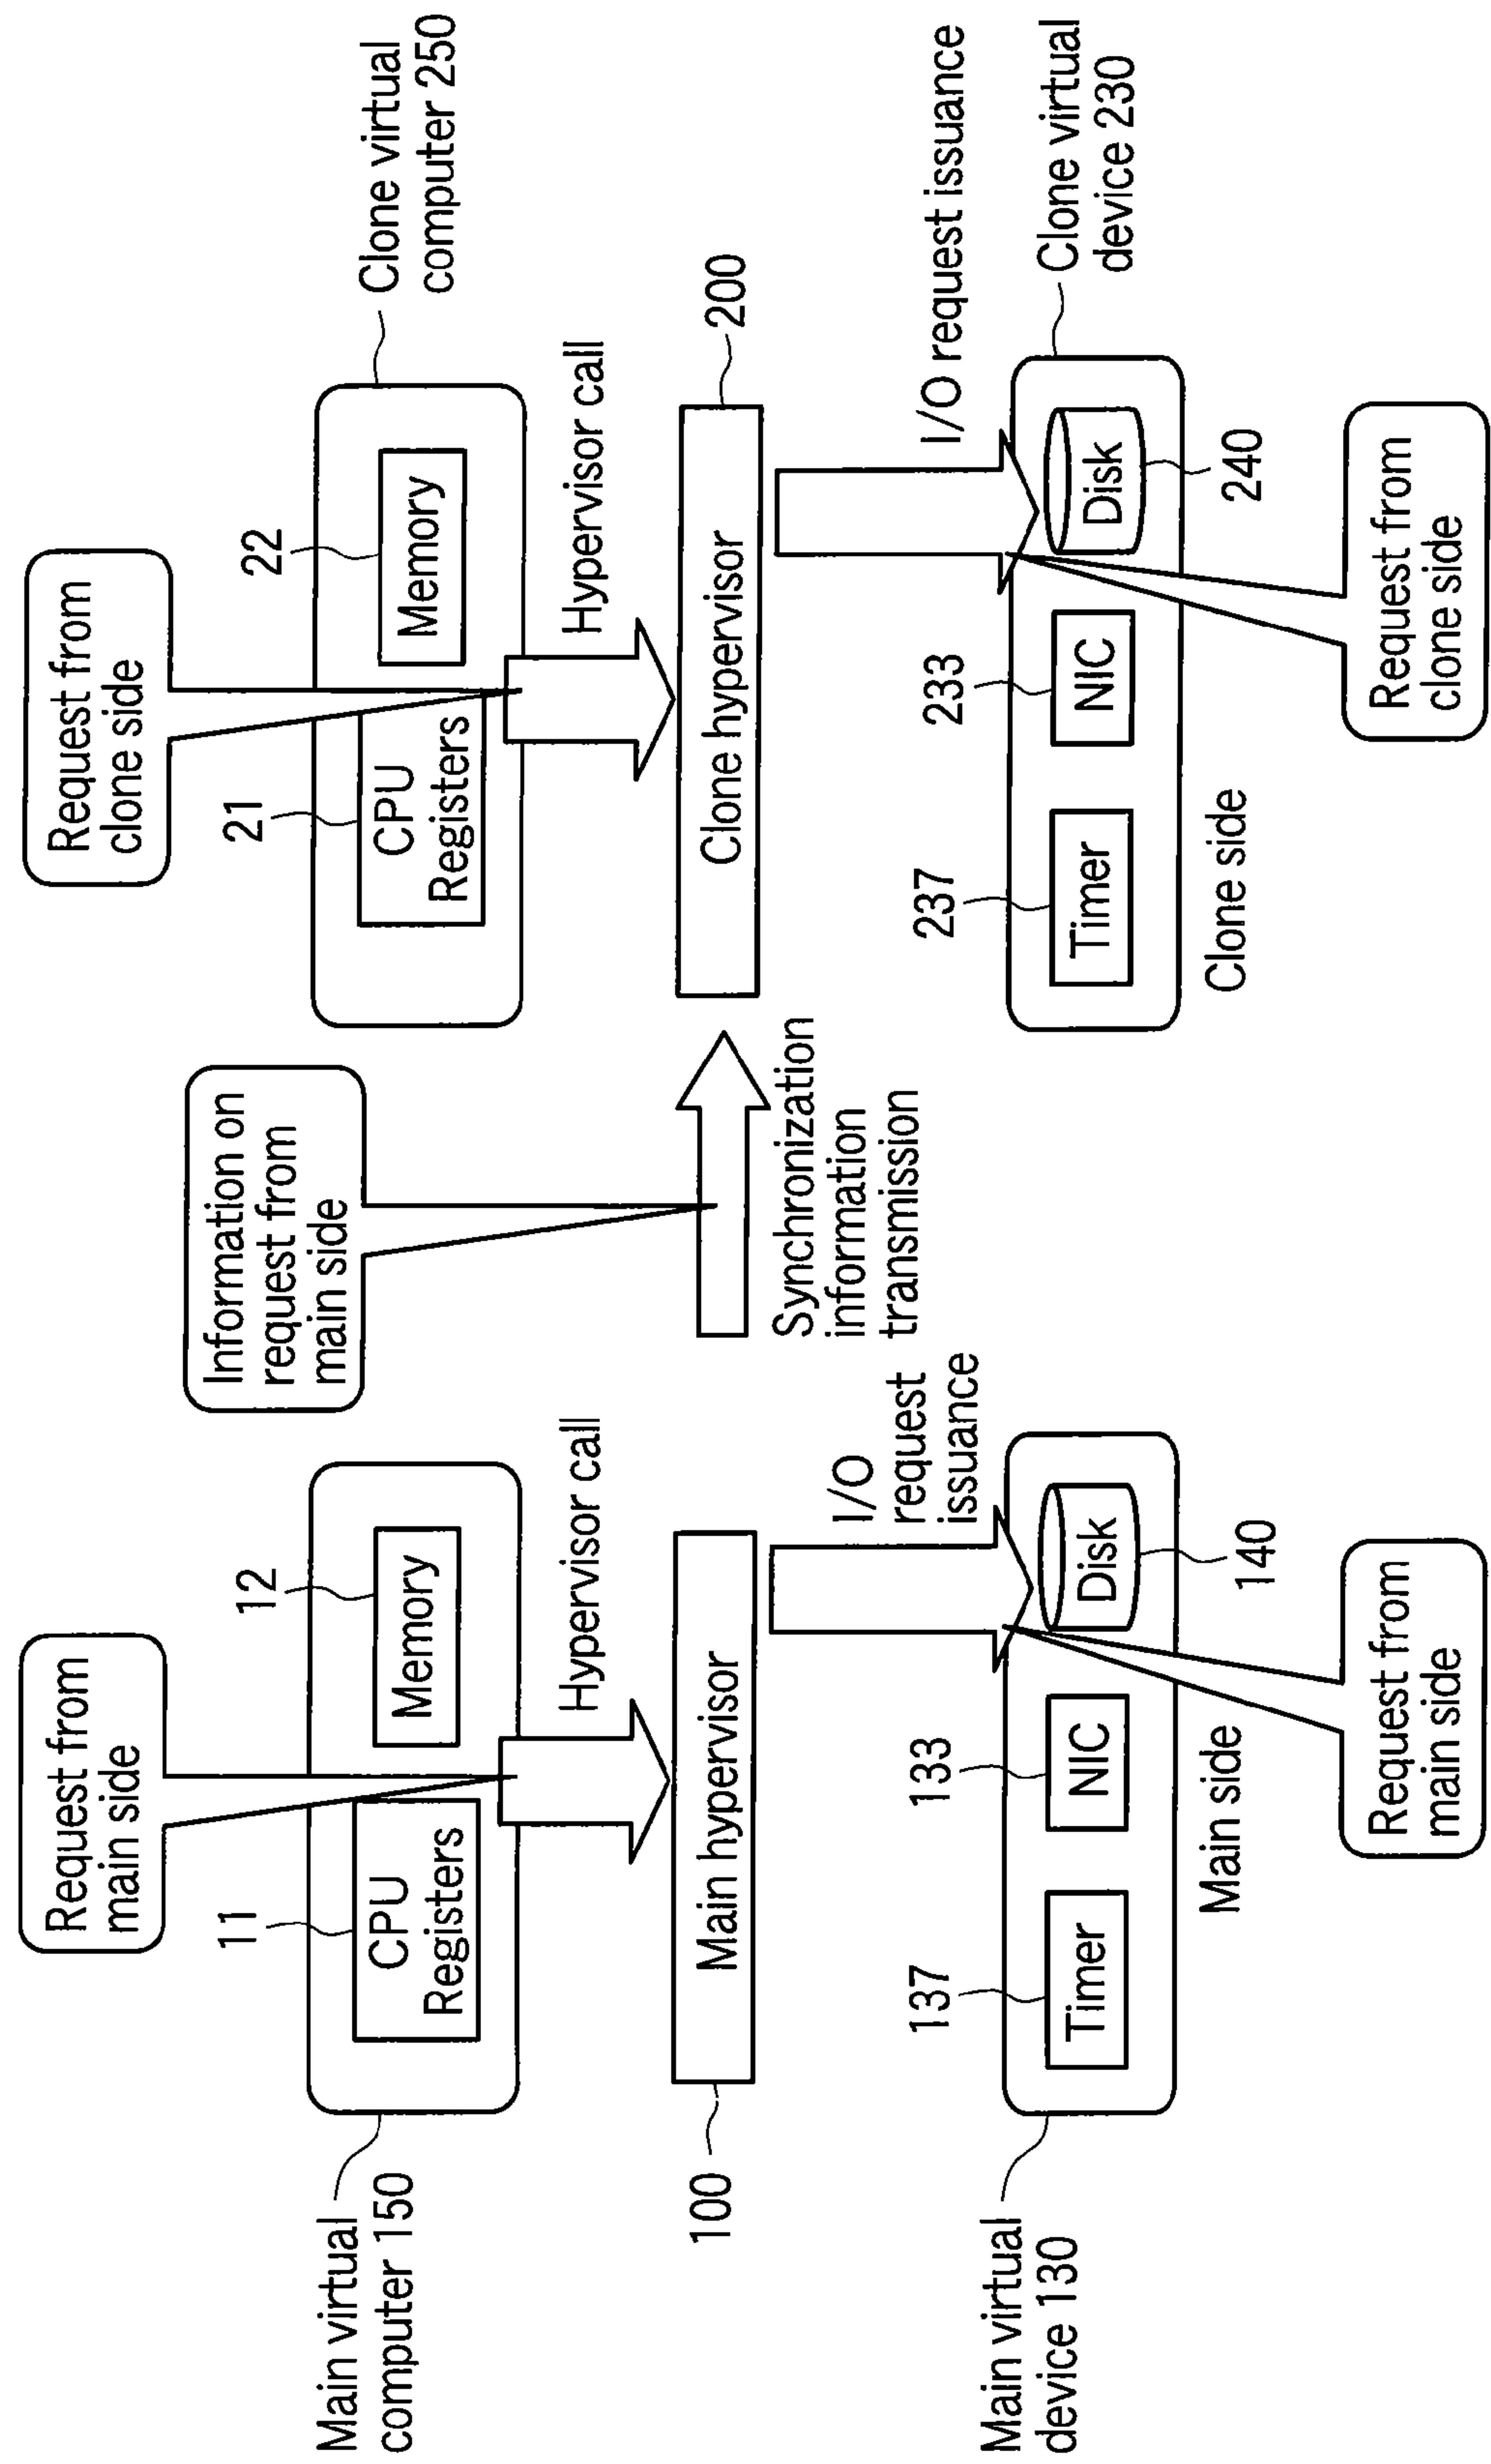 Request from
main side
Main virtual
computer 150
11
CPU
Registers
12
Memory
Hypervisor call
100
Main hypervisor
I/O
request
issuance
Main virtual
device 130
137
Timer
133
NIC
Disk
140
Main side
Request from
main side
Information on
request from
main side
Synchronization
information
transmission
Request from
clone side
Clone virtual
computer 250
21
CPU
Registers
22
Memory
Hypervisor call
200
Clone hypervisor
I/O request issuance
Clone virtual
device 230
237
Timer
233
NIC
Disk
240
Clone side
Request from
clone side